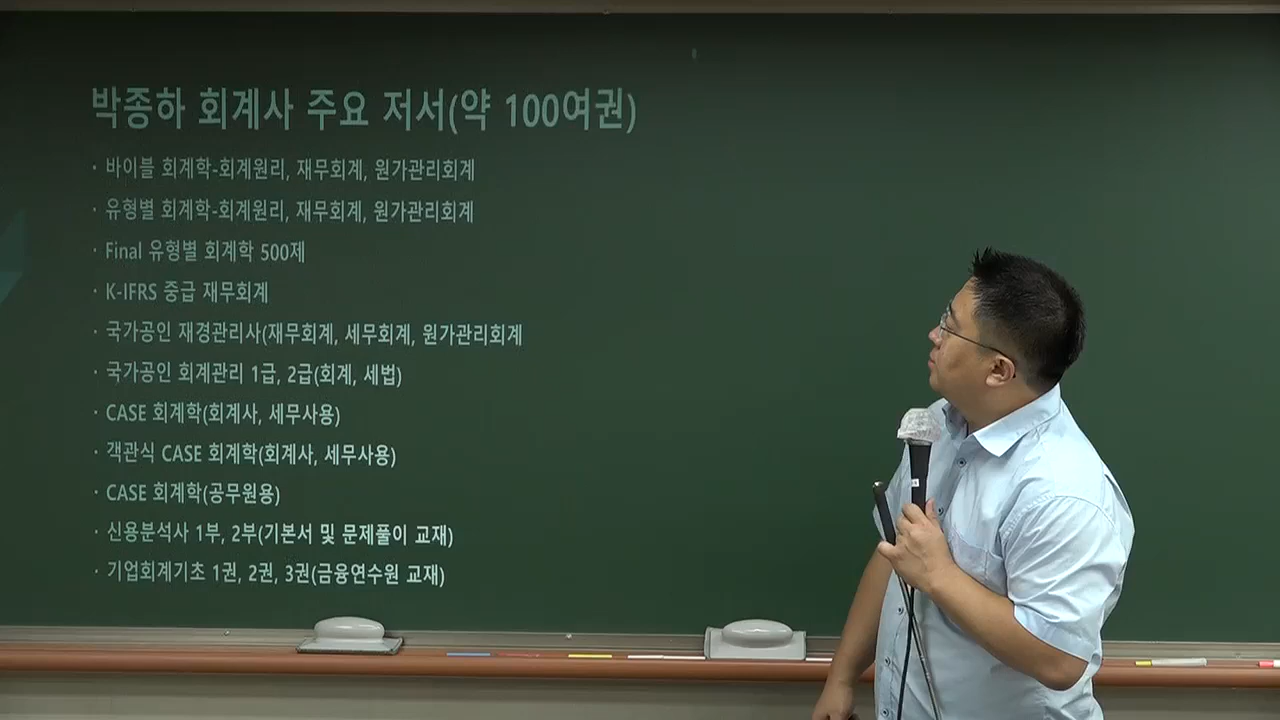 박종하 회계사 주요 저서(약 100여권)
· 바이블 회계학-회계원리, 재무회계, 원가관리회계
· 유형별 회계학-회계원리, 재무회계, 원가관리회계
· Final 유형별 회계학 500제
· K-IFRS 중급 재무회계
· 국가공인 재경관리사(재무회계, 세무회계, 원가관리회계
· 국가공인 회계관리 1급, 2급(회계, 세법)
· CASE 회계학(회계사, 세무사용)
· 객관식 CASE 회계학(회계사, 세무사용)
· CASE 회계학(공무원용)
· 신용분석사 1부, 2부(기본서 및 문제풀이 교재)
· 기업회계기초 1권, 2권, 3권(금융연수원 교재)